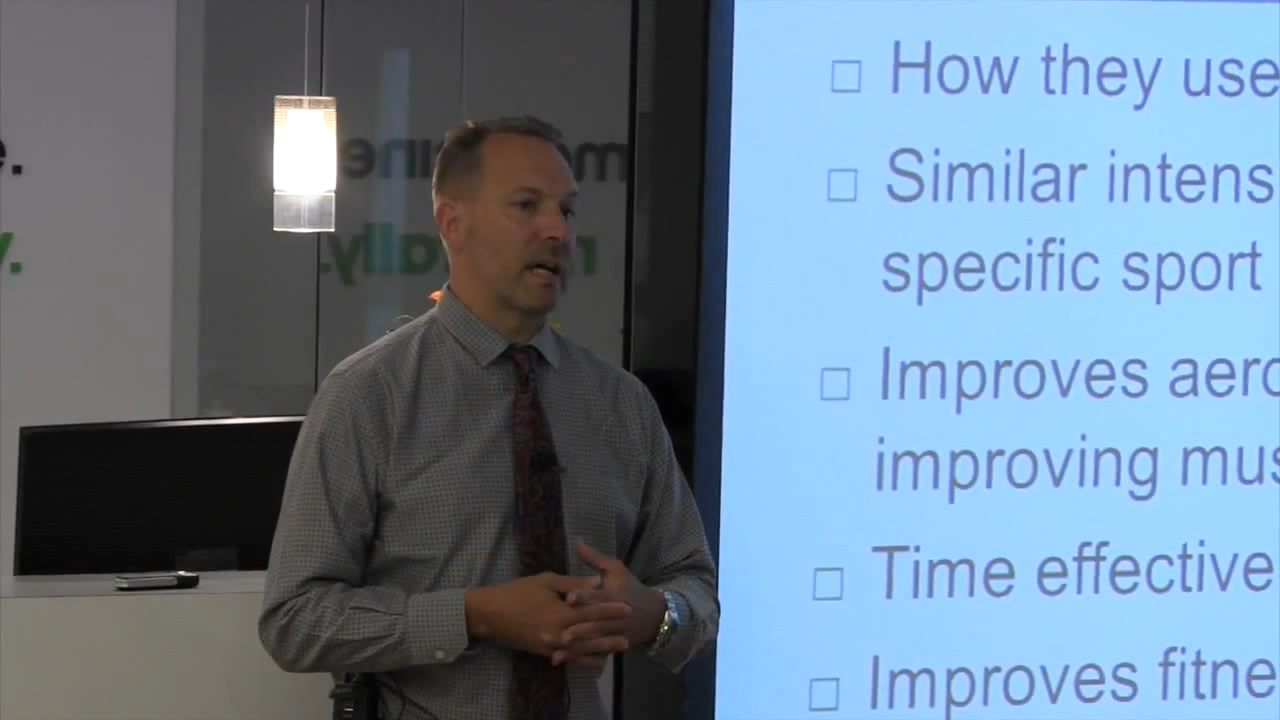 How they use
Similar intens
specific sport
Improves aero
improving mus
Time effective
Improves fitne